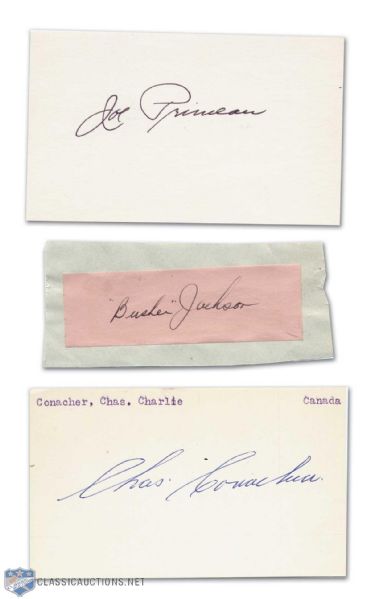 Joe Primeau
"Busher" Jackson
Conacher, Chas. Charlie Canada
Chas. Conacher.
CLASSICAUCTIONS.NET